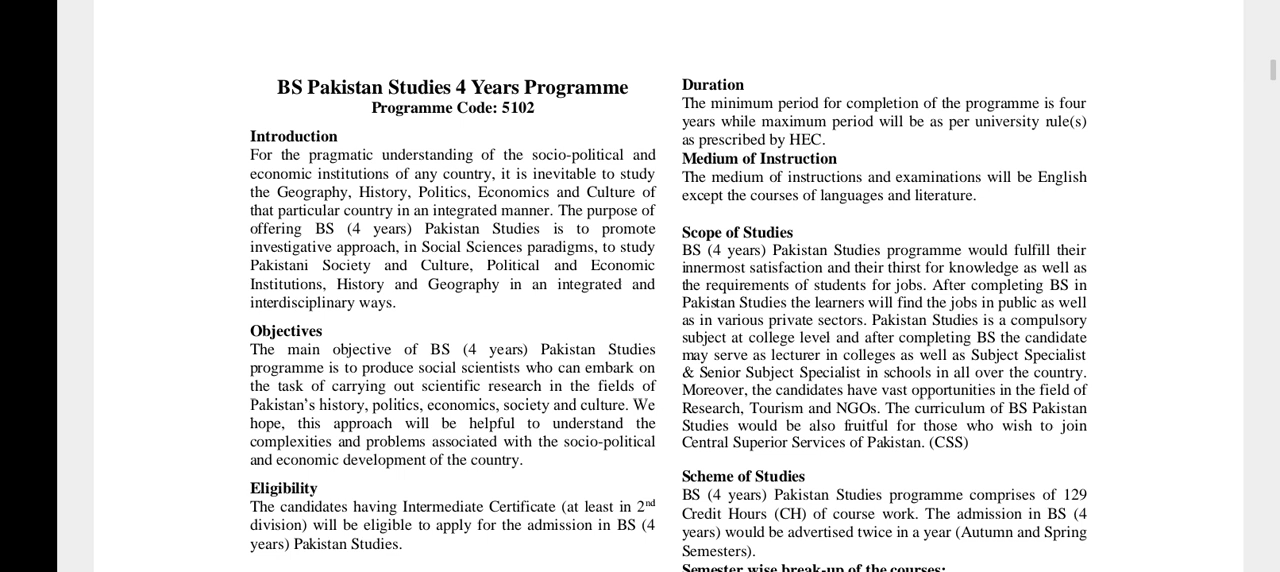 BS Pakistan Studies 4 Years Programme
Programme Code: 5102
Introduction
For the pragmatic understanding of the socio-political and
economic institutions of any country, it is inevitable to study
the Geography, History, Politics, Economics and Culture of
that particular country in an integrated manner. The purpose of
offering BS (4 years) Pakistan Studies is to promote
investigative approach, in Social Sciences paradigms, to study
Pakistani Society and Culture, Political and Economic
Institutions, History and Geography in an integrated and
interdisciplinary ways.
Objectives
The main objective of BS (4 years) Pakistan Studies
programme is to produce social scientists who can embark on
the task of carrying out scientific research in the fields of
Pakistan's history, politics, economics, society and culture. We
hope, this approach will be helpful to understand the
complexities and problems associated with the socio-political
and economic development of the country.
Eligibility
The candidates having Intermediate Certificate (at least in 2nd
division) will be eligible to apply for the admission in BS (4
years) Pakistan Studies.
Duration
The minimum period for completion of the programme is four
years while maximum period will be as per university rule(s)
as prescribed by HEC.
Medium of Instruction
The medium of instructions and examinations will be English
except the courses of languages and literature.
Scope of Studies
BS (4 years) Pakistan Studies programme would fulfill their
innermost satisfaction and their thirst for knowledge as well as
the requirements of students for jobs. After completing BS in
Pakistan Studies the learners will find the jobs in public as well
as in various private sectors. Pakistan Studies is a compulsory
subject at college level and after completing BS the candidate
may serve as lecturer in colleges as well as Subject Specialist
& Senior Subject Specialist in schools in all over the country.
Moreover, the candidates have vast opportunities in the field of
Research, Tourism and NGOs. The curriculum of BS Pakistan
Studies would be also fruitful for those who wish to join
Central Superior Services of Pakistan. (CSS)
Scheme of Studies
BS (4 years) Pakistan Studies programme comprises of 129
Credit Hours (CH) of course work. The admission in BS (4
years) would be advertised twice in a year (Autumn and Spring
Semesters).
Semester wise break-up of the courses: